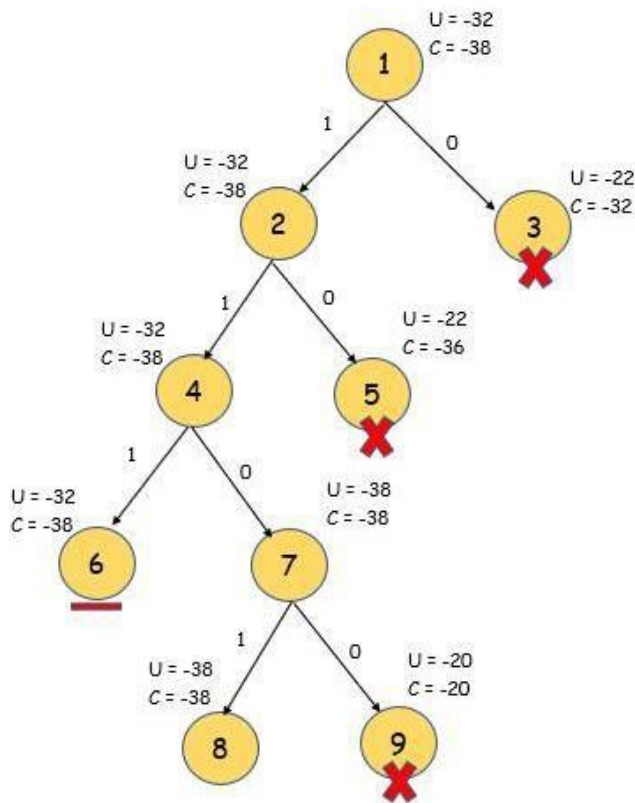 U = -32
C = -38
1
1
0
U = -32
C = -38
2
U = -22
C = -32
3
1
0
U = -32
C = -38
4
U = -22
C = -36
5
1
0
U = -32
C = -38
6
U = -38
C = -38
7
1
0
U = -38
C = -38
8
U = -20
C = -20
9